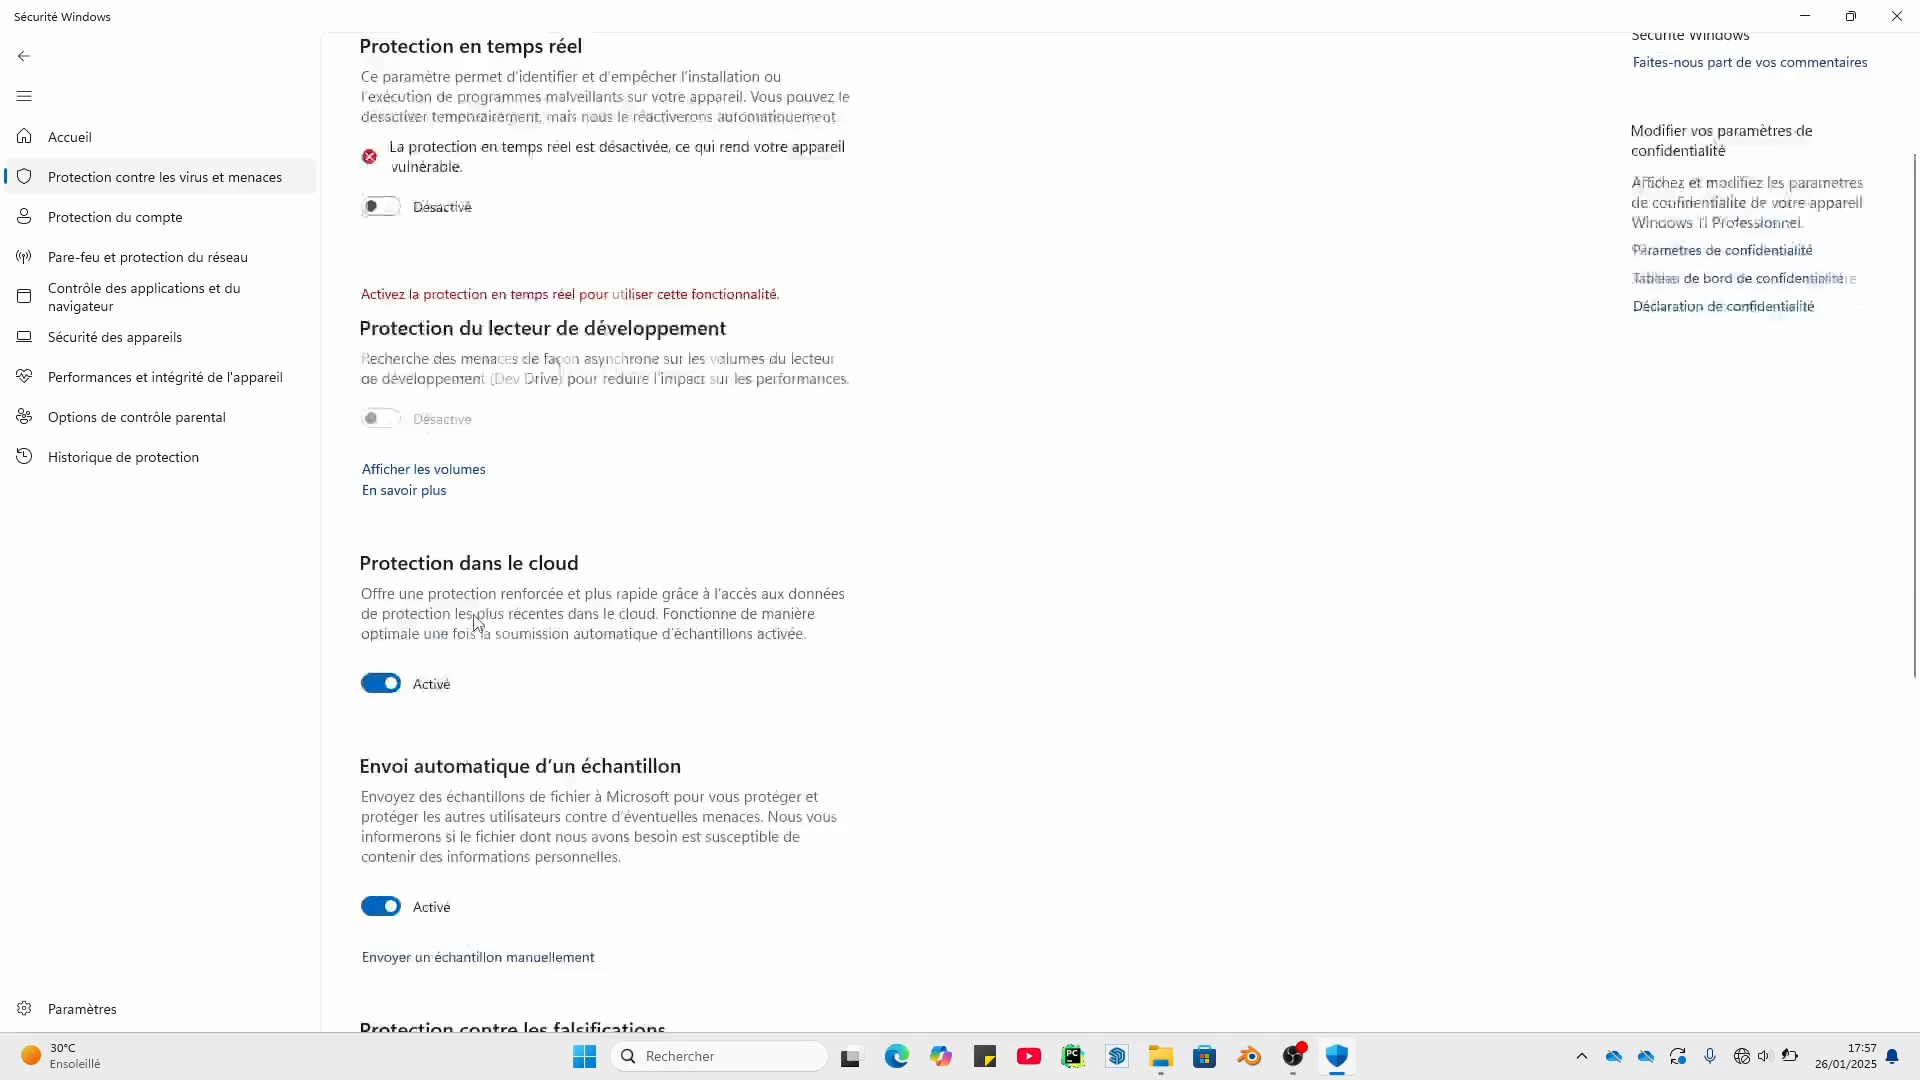 Sécurité Windows
Accueil
Protection contre les virus et menaces
Protection du compte
Pare-feu et protection du réseau
Contrôle des applications et du
navigateur
Sécurité des appareils
Performances et intégrité de l'appareil
Options de contrôle parental
Historique de protection
Paramètres
Protection en temps réel
Ce paramètre permet d'identifier et d'empêcher l'installation ou
l'exécution de programmes malveillants sur votre appareil. Vous pouvez le
désactiver temporairement, mais nous le réactiverons automatiquement
La protection en temps réel est désactivée, ce qui rend votre appareil
vulnérable.
Désactivé
Activez la protection en temps réel pour utiliser cette fonctionnalité.
Protection du lecteur de développement
Recherche des menaces de façon asynchrone sur les volumes du lecteur
de développement (Dev Drive) pour réduire l'impact sur les performances.
Désactivé
Afficher les volumes
En savoir plus
Protection dans le cloud
Offre une protection renforcée et plus rapide grâce à l'accès aux données
de protection les plus récentes dans le cloud. Fonctionne de manière
optimale une fois la soumission automatique d'échantillons activée.
Activé
Envoi automatique d'un échantillon
Envoyez des échantillons de fichier à Microsoft pour vous protéger et
protéger les autres utilisateurs contre d'éventuelles menaces. Nous vous
informerons si le fichier dont nous avons besoin est susceptible de
contenir des informations personnelles.
Activé
Envoyer un échantillon manuellement
Protection contre les falsifications
Sécurité Windows
Faites-nous part de vos commentaires
Modifier vos paramètres de
confidentialité
Affichez et modifiez les paramètres
de confidentialité de votre appareil
Windows 11 Professionnel.
Paramètres de confidentialité
Tableau de bord de confidentialité
Déclaration de confidentialité
30°C
Ensoleillé
Rechercher
PC
17:57
26/01/2025